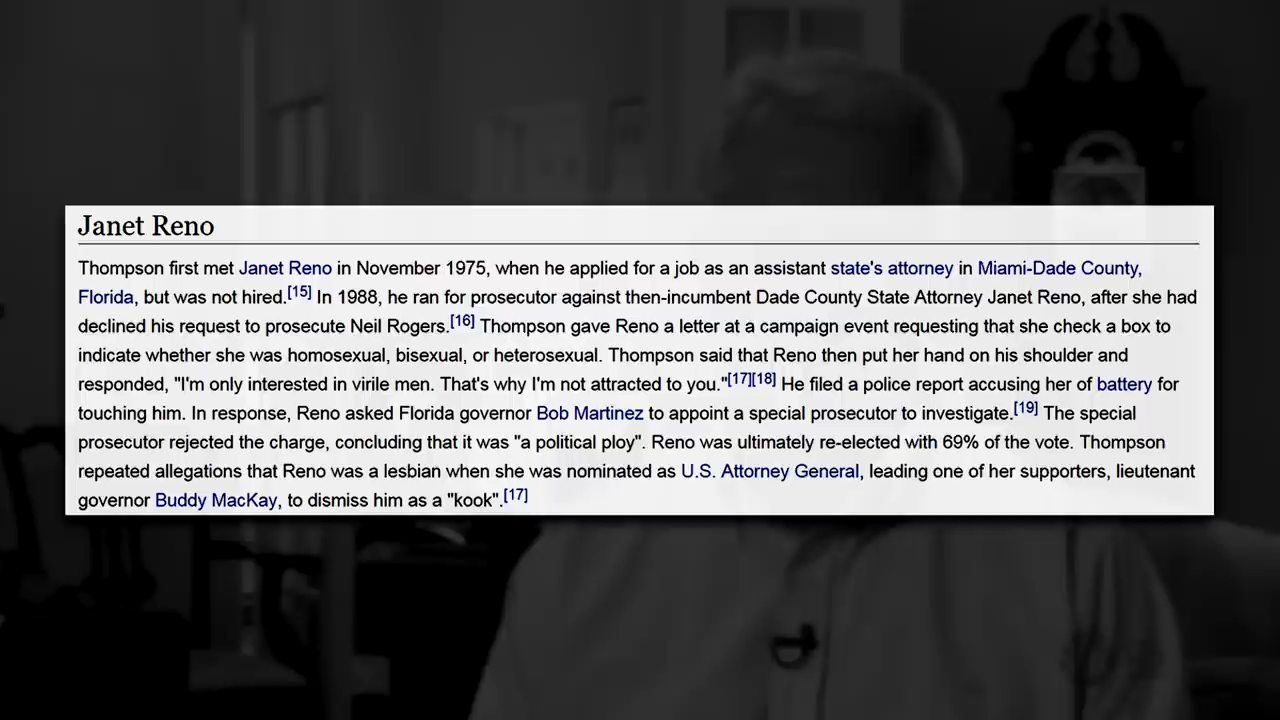 Janet Reno
Thompson first met Janet Reno in November 1975, when he applied for a job as an assistant state's attorney in Miami-Dade County,
Florida, but was not hired.[15] In 1988, he ran for prosecutor against then-incumbent Dade County State Attorney Janet Reno, after she had
declined his request to prosecute Neil Rogers.[16] Thompson gave Reno a letter at a campaign event requesting that she check a box to
indicate whether she was homosexual, bisexual, or heterosexual. Thompson said that Reno then put her hand on his shoulder and
responded, "I'm only interested in virile men. That's why I'm not attracted to you."[17][18] He filed a police report accusing her of battery for
touching him. In response, Reno asked Florida governor Bob Martinez to appoint a special prosecutor to investigate.[19] The special
prosecutor rejected the charge, concluding that it was "a political ploy". Reno was ultimately re-elected with 69% of the vote. Thompson
repeated allegations that Reno was a lesbian when she was nominated as U.S. Attorney General, leading one of her supporters, lieutenant
governor Buddy MacKay, to dismiss him as a "kook".[17]